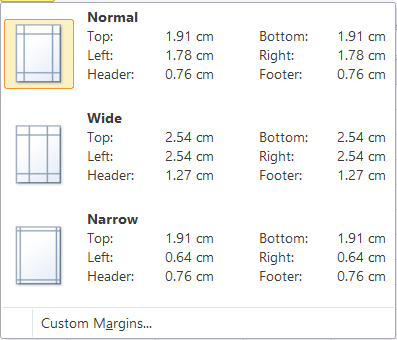 Normal
Top: 1.91 cm Bottom: 1.91 cm
Left: 1.78 cm Right: 1.78 cm
Header: 0.76 cm Footer: 0.76 cm
Wide
Top: 2.54 cm Bottom: 2.54 cm
Left: 2.54 cm Right: 2.54 cm
Header: 1.27 cm Footer: 1.27 cm
Narrow
Top: 1.91 cm Bottom: 1.91 cm
Left: 0.64 cm Right: 0.64 cm
Header: 0.76 cm Footer: 0.76 cm
Custom Margins...